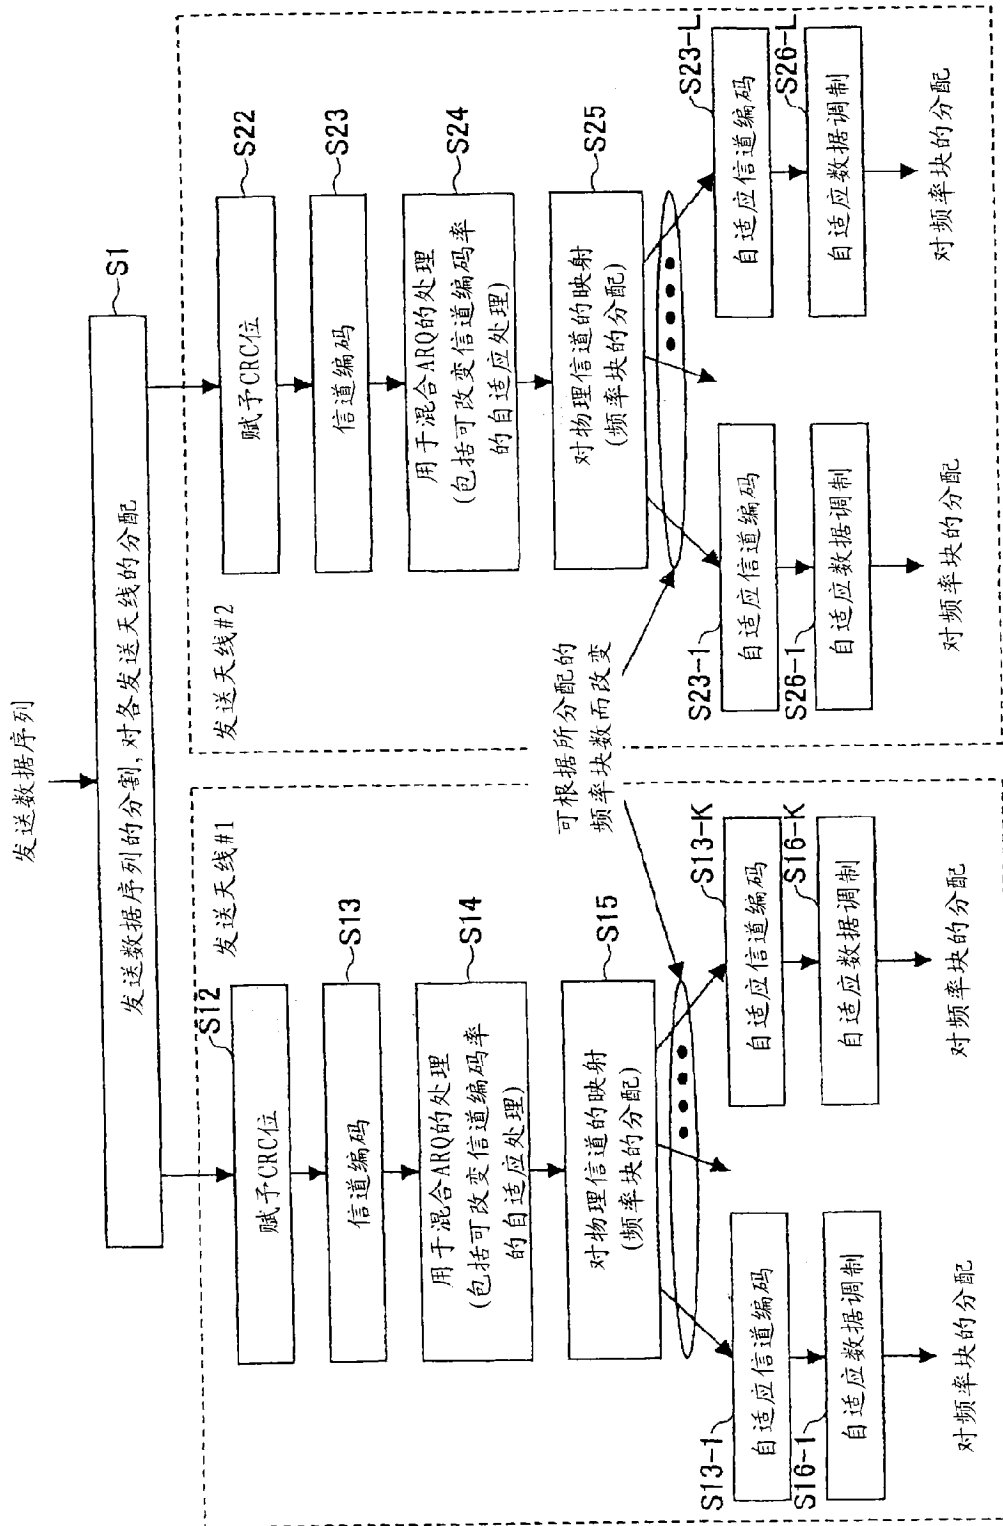 发送数据序列
S1
发送数据序列的分割,对各发送天线的分配
发送天线#1
S12
赋予CRC位
S13
信道编码
S14
用于混合ARQ的处理
(包括可改变信道编码率
的自适应处理)
S15
对物理信道的映射
(频率块的分配)
S13-1
自适应信道编码
S16-1
自适应数据调制
对频率块的分配
S13-K
自适应信道编码
S16-K
自适应数据调制
对频率块的分配
可根据所分配的
频率块数而改变
发送天线#2
S22
赋予CRC位
S23
信道编码
S24
用于混合ARQ的处理
(包括可改变信道编码率
的自适应处理)
S25
对物理信道的映射
(频率块的分配)
S23-1
自适应信道编码
S26-1
自适应数据调制
对频率块的分配
S23-L
自适应信道编码
S26-L
自适应数据调制
对频率块的分配